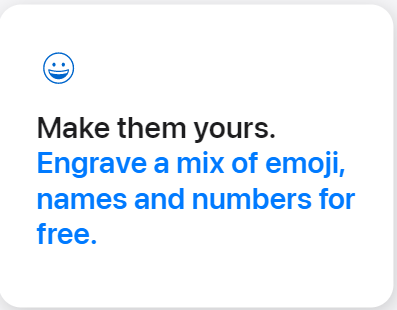 Make them yours.
Engrave a mix of emoji,
names and numbers for
free.